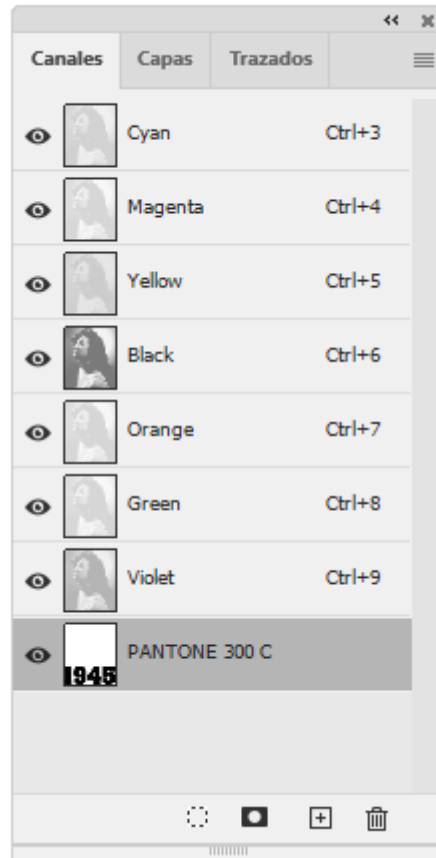 Canales Capas Trazados
Cyan Ctrl+3
Magenta Ctrl+4
Yellow Ctrl+5
Black Ctrl+6
Orange Ctrl+7
Green Ctrl+8
Violet Ctrl+9
PANTONE 300 C
1945